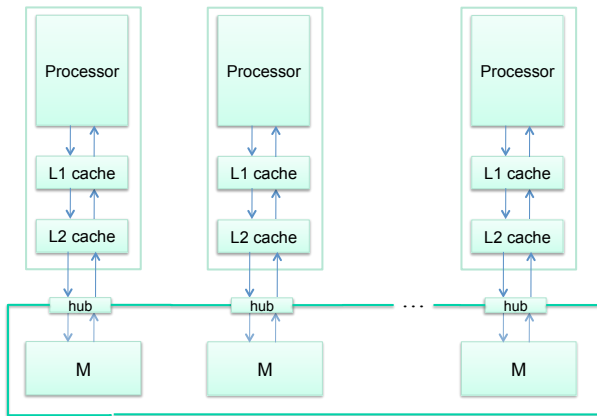 Processor Processor Processor
L1 cache L1 cache L1 cache
L2 cache L2 cache L2 cache
hub hub ... hub
M M M